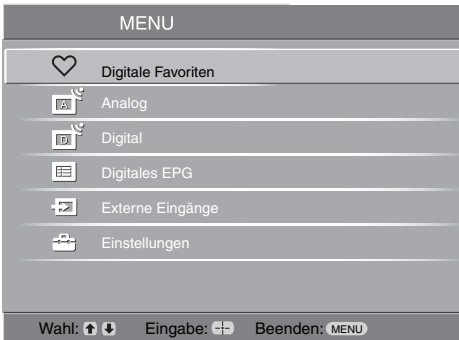 MENU
Digitale Favoriten
A Analog
D Digital
Digitales EPG
Externe Eingänge
Einstellungen
Wahl: Eingabe: Beenden: MENU